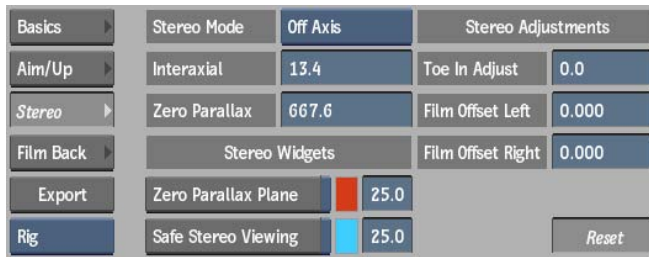 Basics Stereo Mode Off Axis Stereo Adjustments
Aim/Up Interaxial 13.4 Toe In Adjust 0.0
Stereo Zero Parallax 667.6 Film Offset Left 0.000
Film Back Stereo Widgets Film Offset Right 0.000
Export Zero Parallax Plane 25.0
Rig Safe Stereo Viewing 25.0 Reset